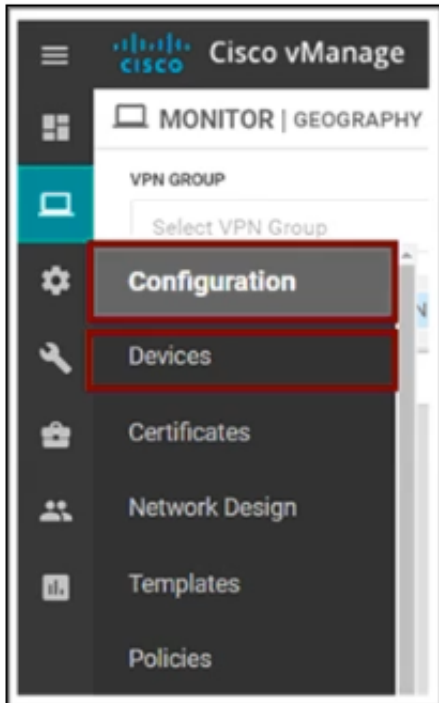 CISCO Cisco vManage
MONITOR | GEOGRAPHY
VPN GROUP
Select VPN Group
Configuration
Devices
Certificates
Network Design
Templates
Policies